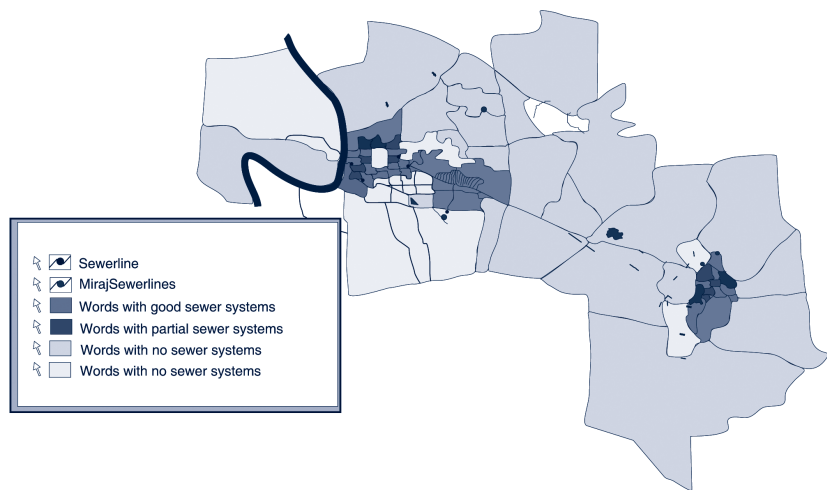 Sewerline
MirajSewerlines
Words with good sewer systems
Words with partial sewer systems
Words with no sewer systems
Words with no sewer systems